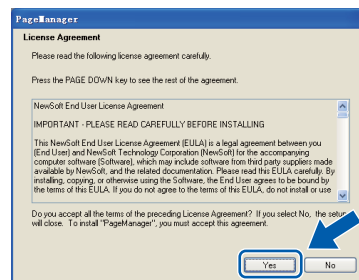 PageManager
License Agreement
Please read the following license agreement carefully.
Press the PAGE DOWN key to see the rest of the agreement.
NewSoft End User License Agreement
IMPORTANT - PLEASE READ CAREFULLY BEFORE INSTALLING
This NewSoft End User License Agreement (EULA) is a legal agreement between you
(End User) and NewSoft Technology Corporation (NewSoft) for the accompanying
computer software (Software), which may include software from third party suppliers made
available by NewSoft, and the related documentation. Please read this EULA carefully. By
installing, copying, or otherwise using the Software, the End User agrees to be bound by
the terms of this EULA. If you do not agree to the terms of this EULA, do not install or use
Do you accept all the terms of the preceding License Agreement? If you select No, the setup
will close. To install "PageManager", you must accept this agreement.
Yes No